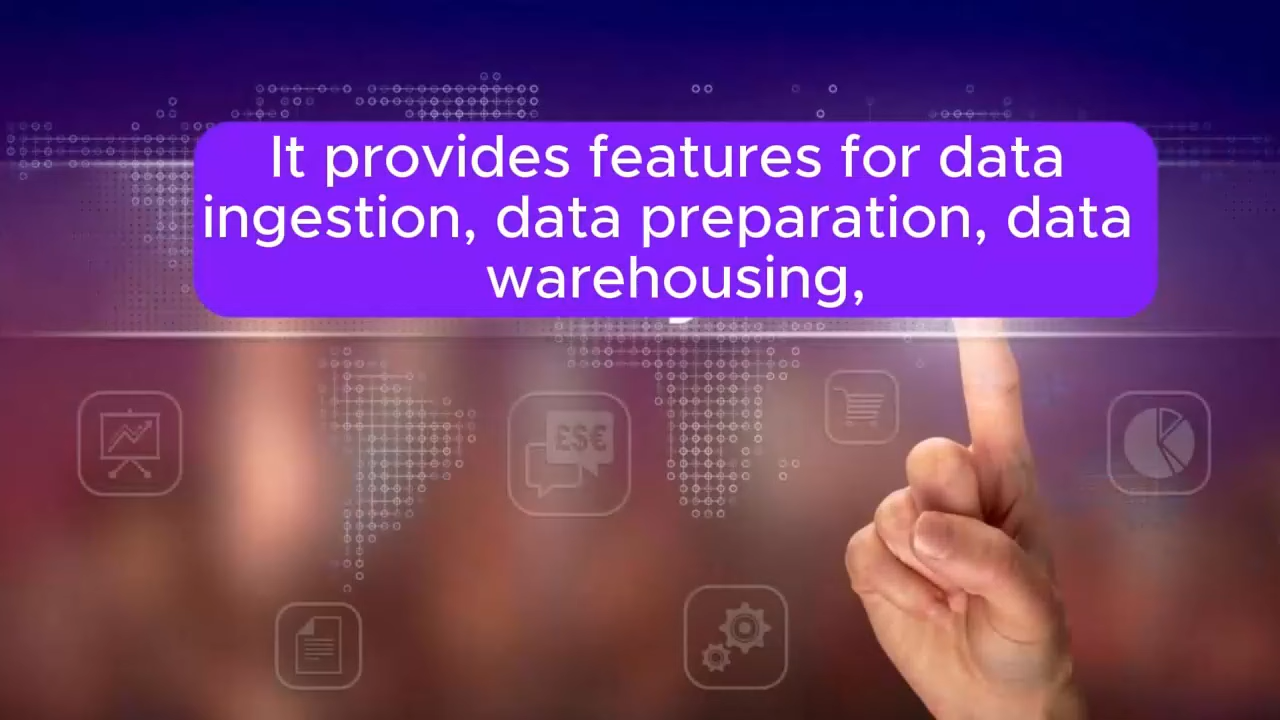 It provides features for data
ingestion, data preparation, data
warehousing,
£$€